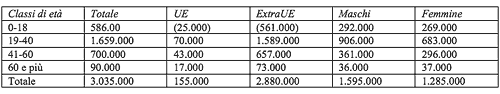 Classi di età Totale UE ExtraUE Maschi Femmine
0-18 586.00 (25.000) (561.000) 292.000 269.000
19-40 1.659.000 70.000 1.589.000 906.000 683.000
41-60 700.000 43.000 657.000 361.000 296.000
60 e più 90.000 17.000 73.000 36.000 37.000
Totale 3.035.000 155.000 2.880.000 1.595.000 1.285.000